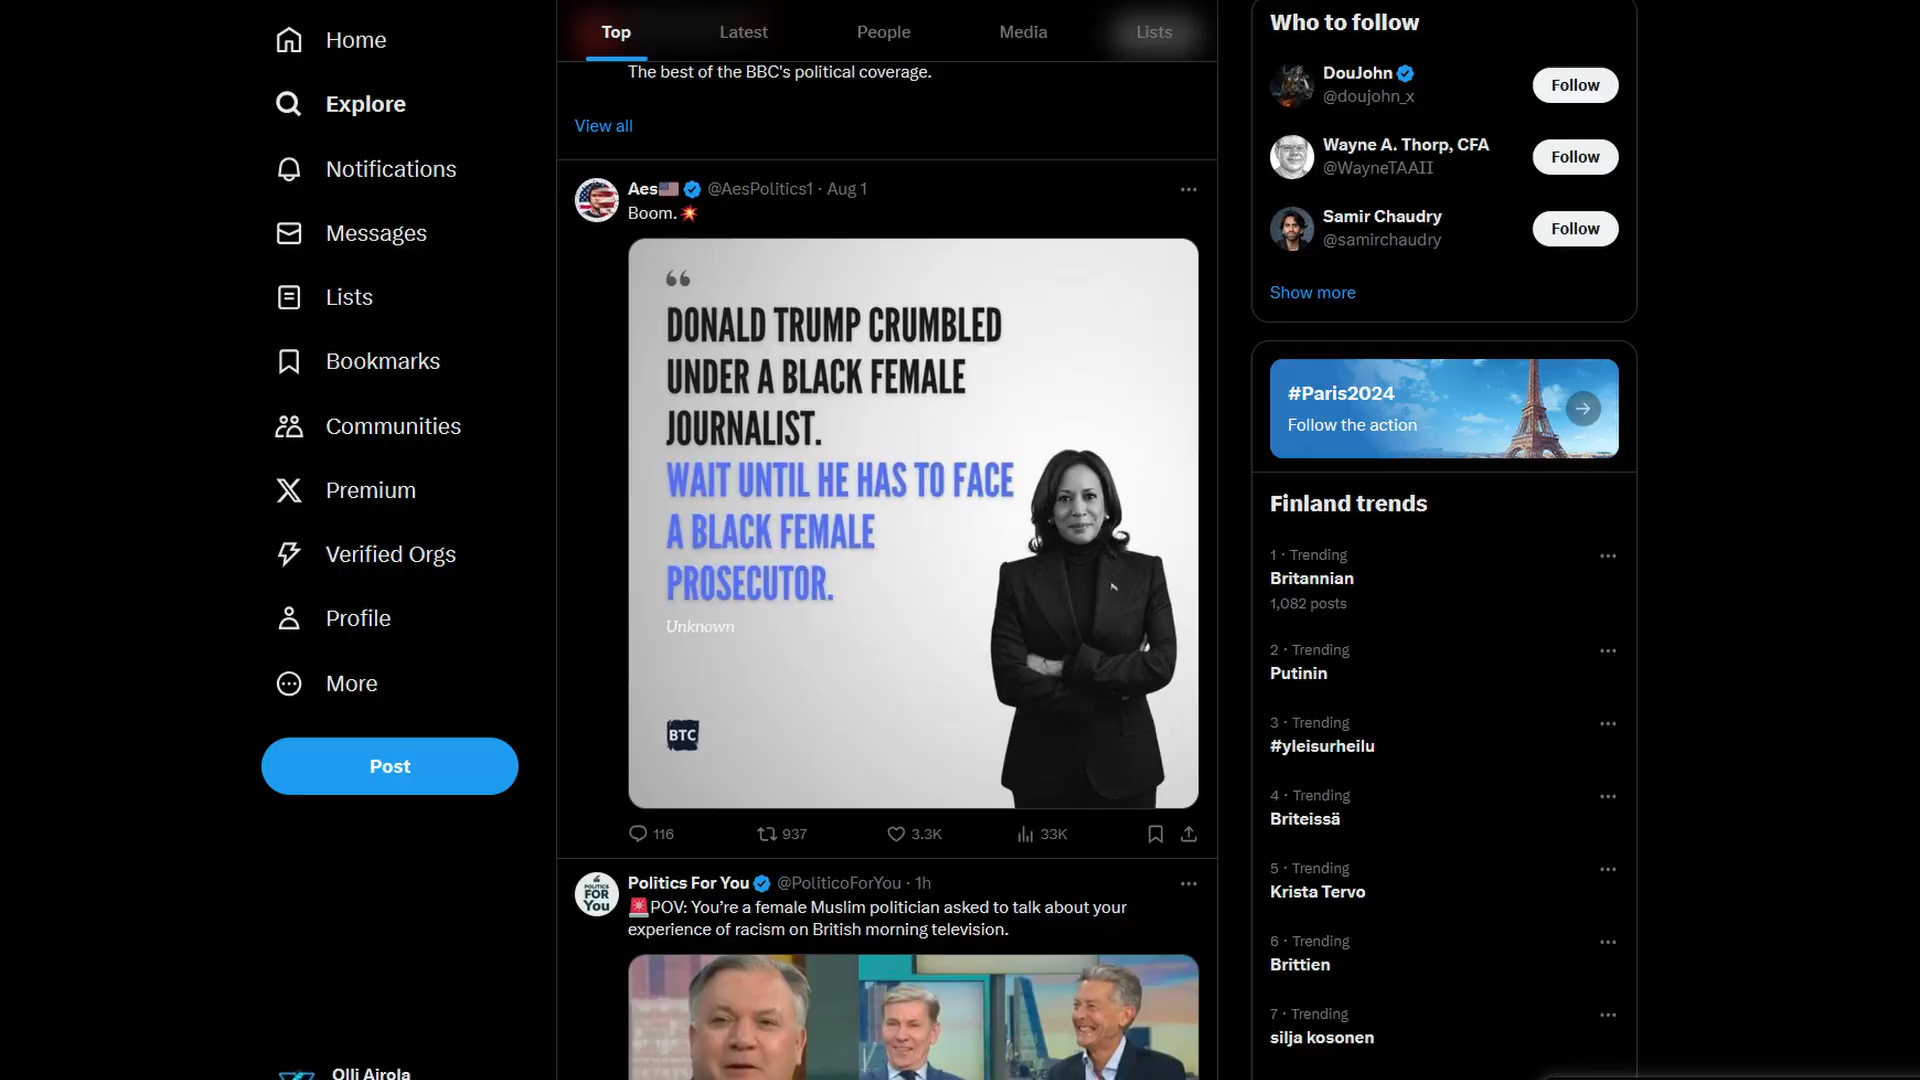 Home
Explore
Notifications
Messages
Lists
Bookmarks
Communities
Premium
Verified Orgs
Profile
More
Post
Olli Airola
Top
Latest
People
Media
Lists
The best of the BBC's political coverage.
View all
Aes @AesPolitics1 · Aug 1
Boom.
DONALD TRUMP CRUMBLED
UNDER A BLACK FEMALE
JOURNALIST.
WAIT UNTIL HE HAS TO FACE
A BLACK FEMALE
PROSECUTOR.
Unknown
BTC
116
937
3.3K
33K
POLITICS
FOR
You
Politics For You @PoliticoForYou · 1h
POV: You’re a female Muslim politician asked to talk about your
experience of racism on British morning television.
Who to follow
DouJohn
@doujohn_x
Follow
Wayne A. Thorp, CFA
@WayneTAAII
Follow
Samir Chaudry
@samirchaudry
Follow
Show more
#Paris2024
Follow the action
Finland trends
1 · Trending
Britannian
1,082 posts
2 · Trending
Putinin
3 · Trending
#yleisurheilu
4 · Trending
Briteissä
5 · Trending
Krista Tervo
6 · Trending
Brittien
7 · Trending
silja kosonen